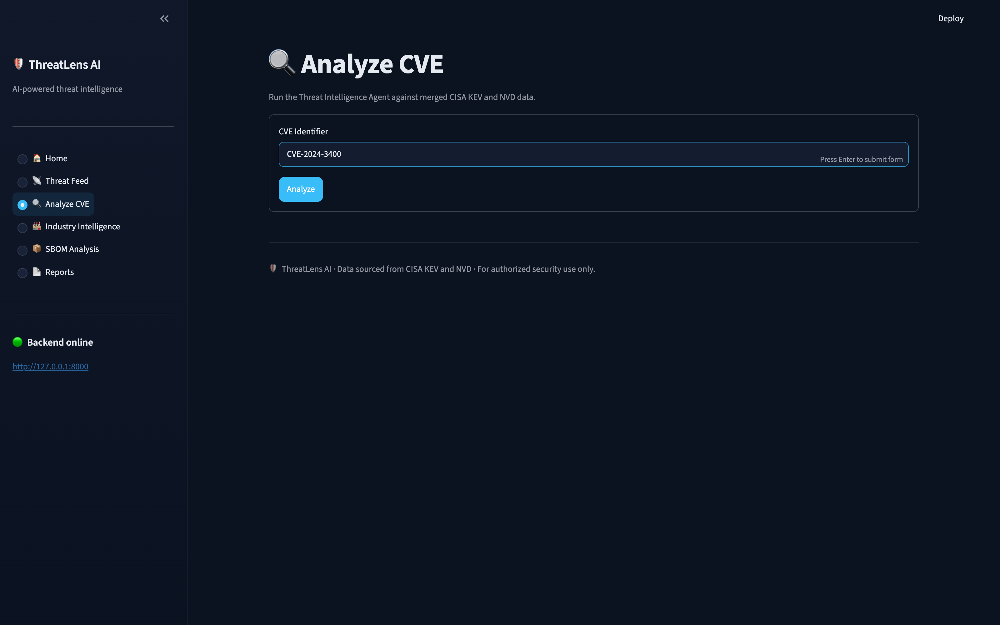 ThreatLens AI
AI-powered threat intelligence
Home
Threat Feed
Analyze CVE
Industry Intelligence
SBOM Analysis
Reports
Backend online
http://127.0.0.1:8000
Deploy
Analyze CVE
Run the Threat Intelligence Agent against merged CISA KEV and NVD data.
CVE Identifier
CVE-2024-3400
Press Enter to submit form
Analyze
ThreatLens AI · Data sourced from CISA KEV and NVD · For authorized security use only.